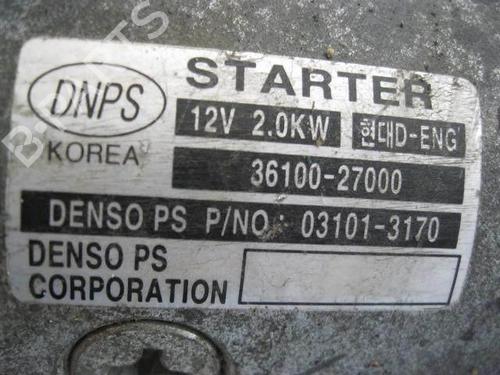 STARTER
DNPS
KOREA
12V 2.0KW 현대D-ENG
36100-27000
DENSO PS P/NO : 03101-3170
DENSO PS
CORPORATION